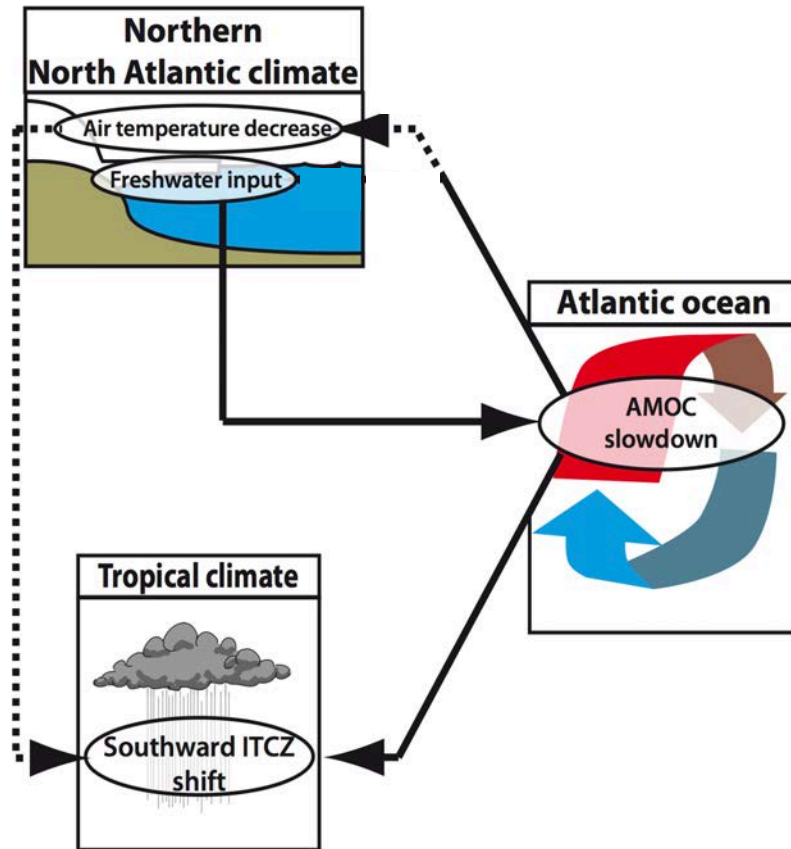 Northern
North Atlantic climate
Air temperature decrease
Freshwater input
Atlantic ocean
AMOC
slowdown
Tropical climate
Southward ITCZ
shift